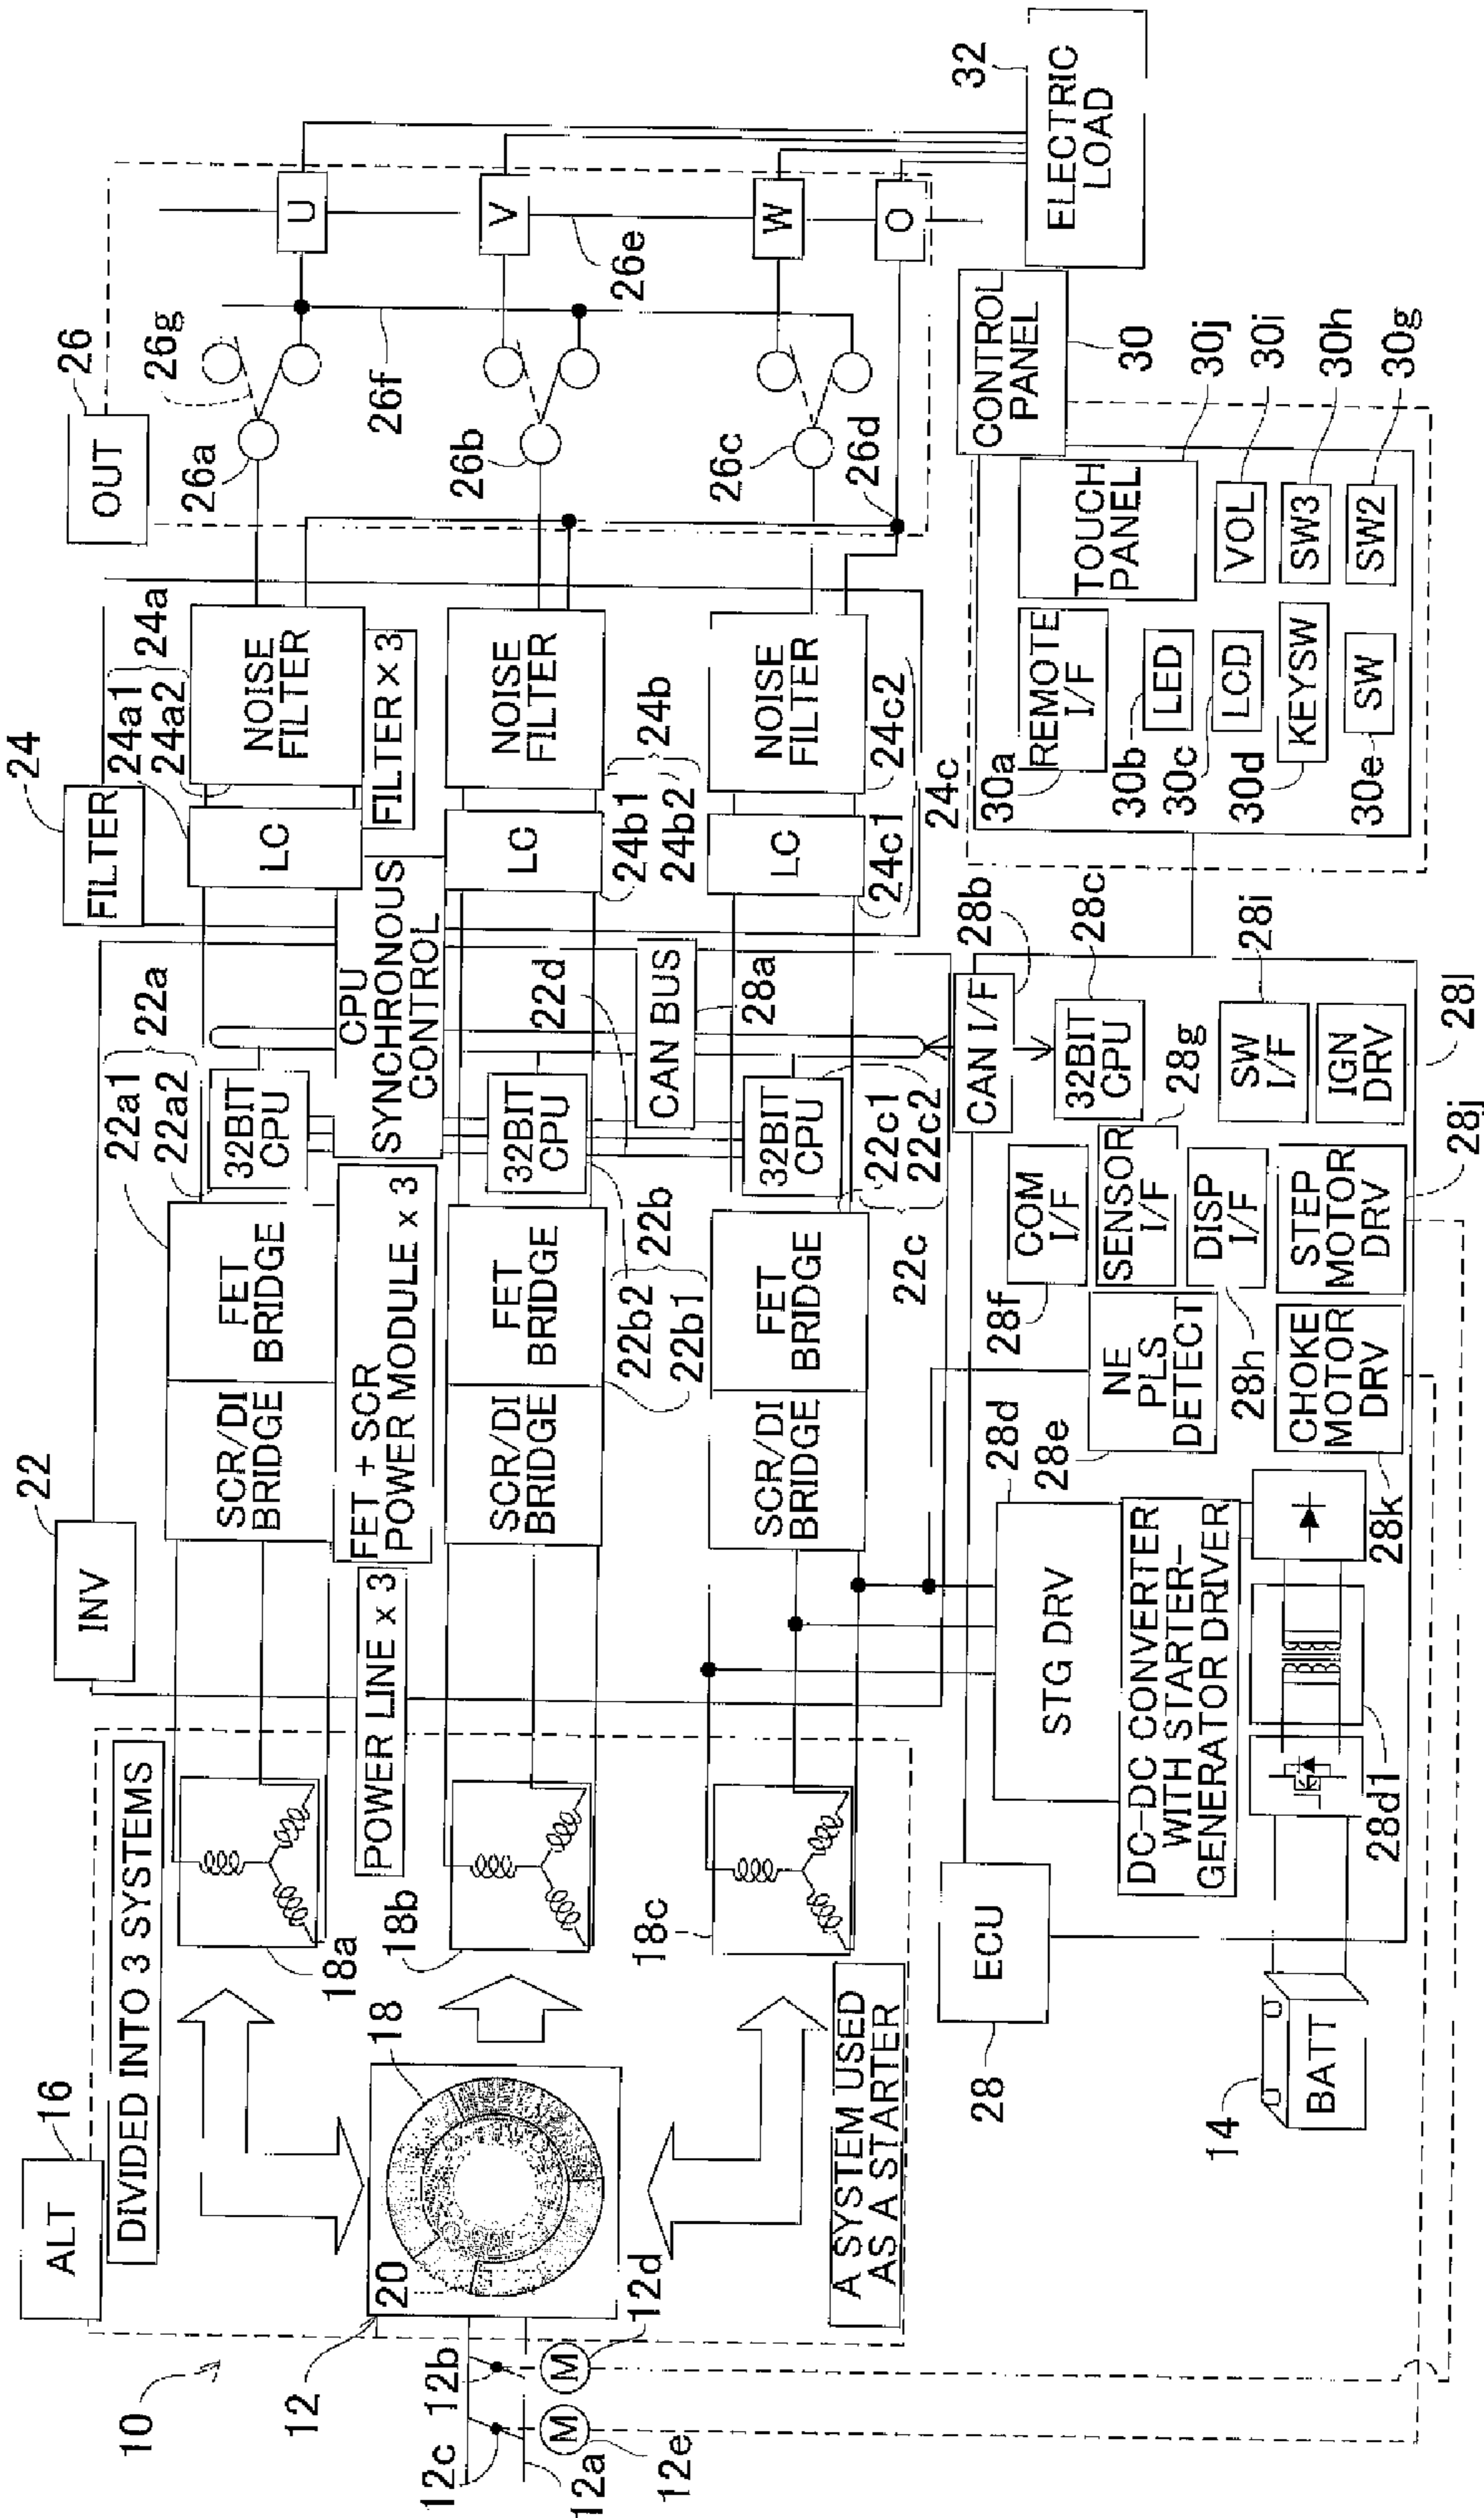 10
ALT
16
DIVIDED INTO 3 SYSTEMS
12
20
18
12b
12c
12a
12d
M
M
12e
A SYSTEM USED
AS A STARTER
18a
18b
18c
POWER LINE x 3
INV
22
SCR/DI
BRIDGE
FET
BRIDGE
22a1
22a2
22a
32BIT
CPU
FET + SCR
POWER MODULE x 3
CPU
SYNCHRONOUS
CONTROL
SCR/DI
BRIDGE
FET
BRIDGE
32BIT
CPU
22d
22b2
22b1
22b
CAN BUS
28a
SCR/DI
BRIDGE
FET
BRIDGE
32BIT
CPU
22c1
22c2
22c
FILTER
24
24a1
24a2
24a
LC
NOISE
FILTER
FILTER × 3
LC
NOISE
FILTER
24b1
24b2
24b
LC
NOISE
FILTER
24c1
24c2
24c
OUT
26
26a
26g
26f
26b
26c
26d
26e
U
V
W
O
32
ELECTRIC
LOAD
CONTROL
PANEL
30
30a
REMOTE
I/F
TOUCH
PANEL
30j
30b
LED
VOL
30i
30c
LCD
SW3
30h
30d
KEYSW
SW2
30g
30e
SW
ECU
28
STG DRV
28d
DC-DC CONVERTER
WITH STARTER-
GENERATOR DRIVER
28d1
14
BATT
28e
NE
PLS
DETECT
28f
COM
I/F
SENSOR
I/F
28g
28h
DISP
I/F
CAN I/F
28b
32BIT
CPU
28c
SW
I/F
28i
IGN
DRV
28l
CHOKE
MOTOR
DRV
28k
STEP
MOTOR
DRV
28j